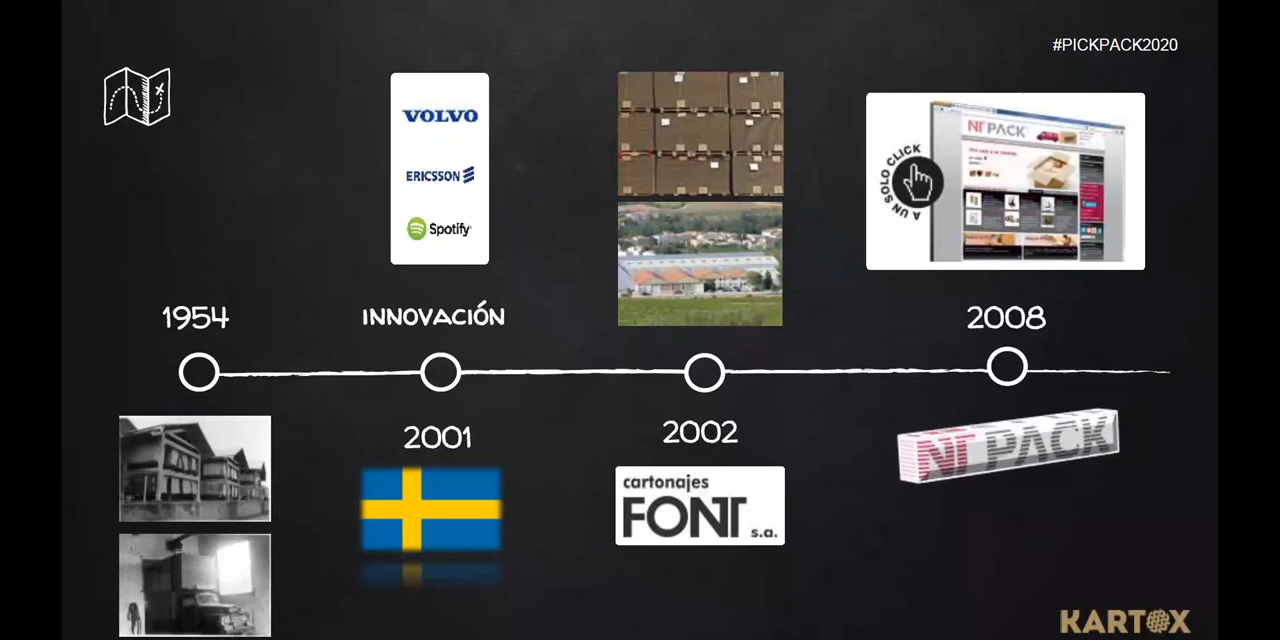 #PICKPACK2020
VOLVO
ERICSSON
Spotify
NT PACK
A UN SOLO CLICK
1954
INNOVACIÓN
2008
2001
2002
NT PACK
cartonajes
FONT s.a.
KARTOX